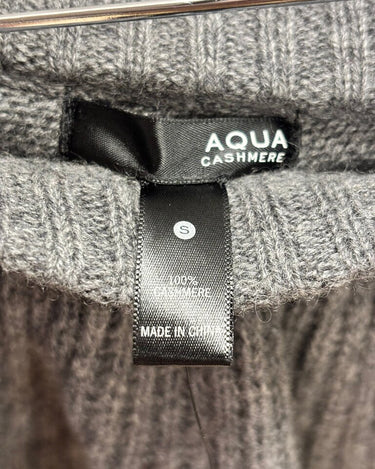 AQUA
CASHMERE
S
100%
CASHMERE
MADE IN CHINA